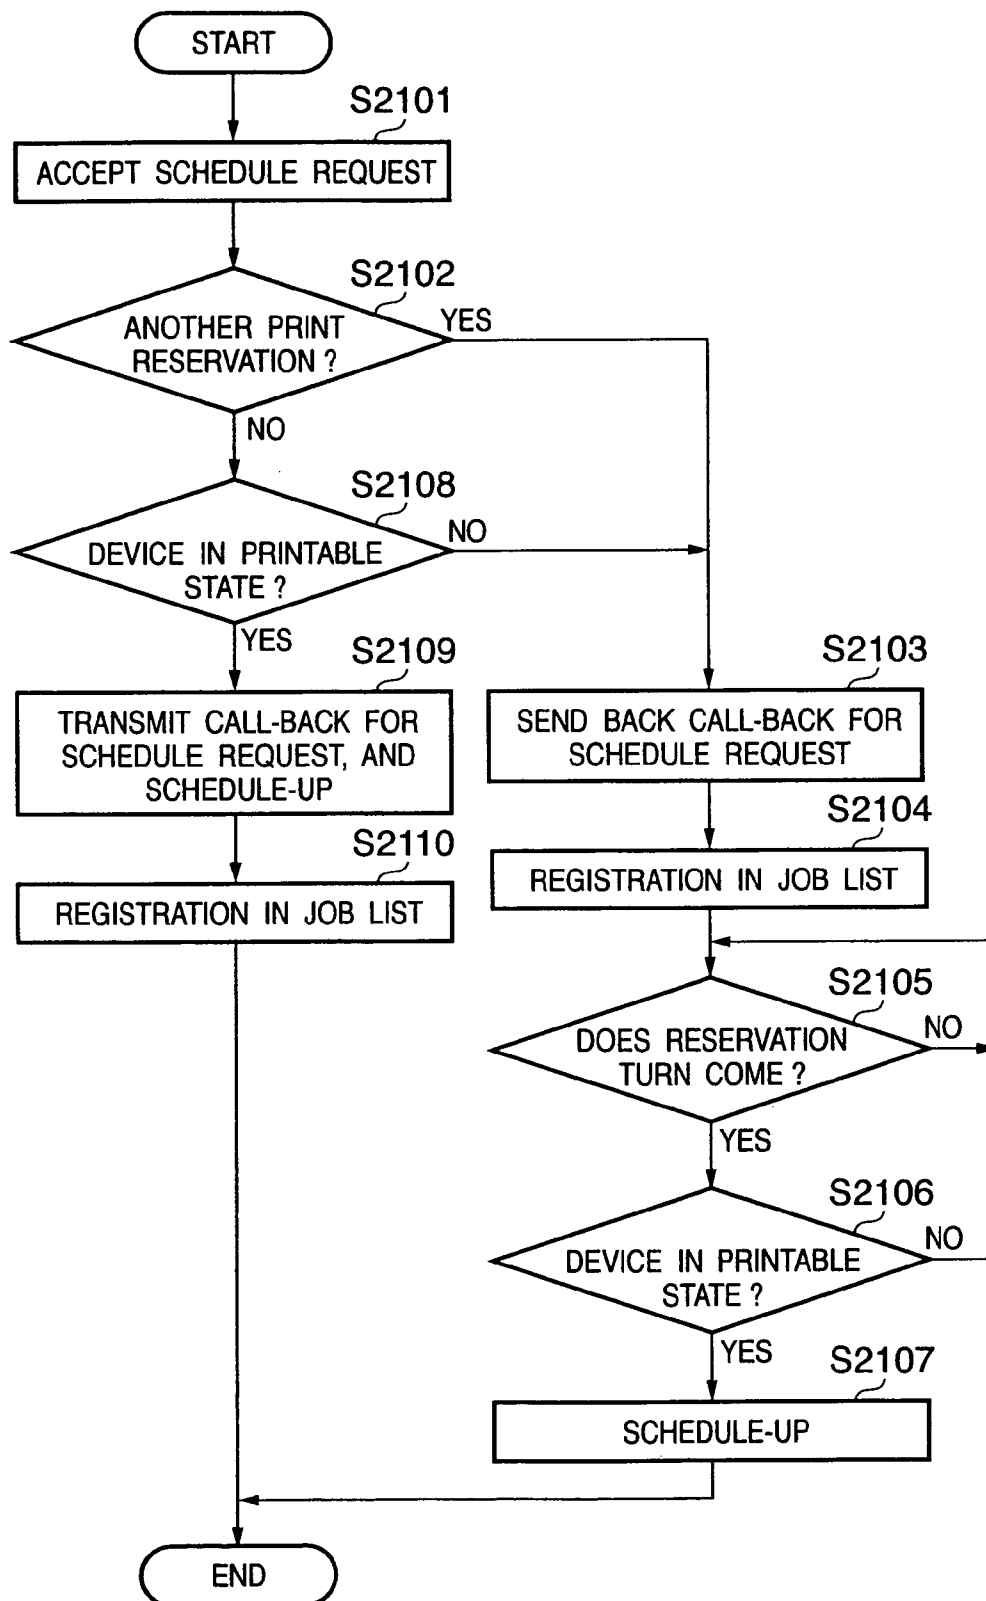 START
S2101
ACCEPT SCHEDULE REQUEST
S2102
ANOTHER PRINT
RESERVATION ?
YES
NO
S2108
DEVICE IN PRINTABLE
STATE ?
NO
YES
S2109
TRANSMIT CALL-BACK FOR
SCHEDULE REQUEST, AND
SCHEDULE-UP
S2110
REGISTRATION IN JOB LIST
S2103
SEND BACK CALL-BACK FOR
SCHEDULE REQUEST
S2104
REGISTRATION IN JOB LIST
S2105
DOES RESERVATION
TURN COME ?
NO
YES
S2106
DEVICE IN PRINTABLE
STATE ?
NO
YES
S2107
SCHEDULE-UP
END